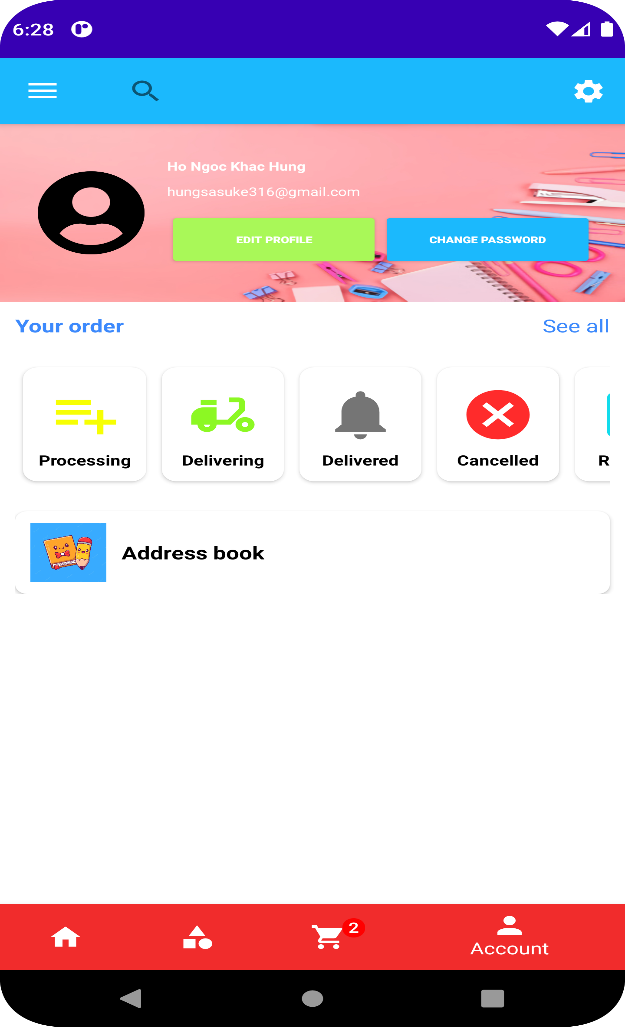 6:28
Ho Ngoc Khac Hung
hungsasuke316@gmail.com
EDIT PROFILE CHANGE PASSWORD
Your order See all
Processing Delivering Delivered Cancelled R
Address book
2
Account